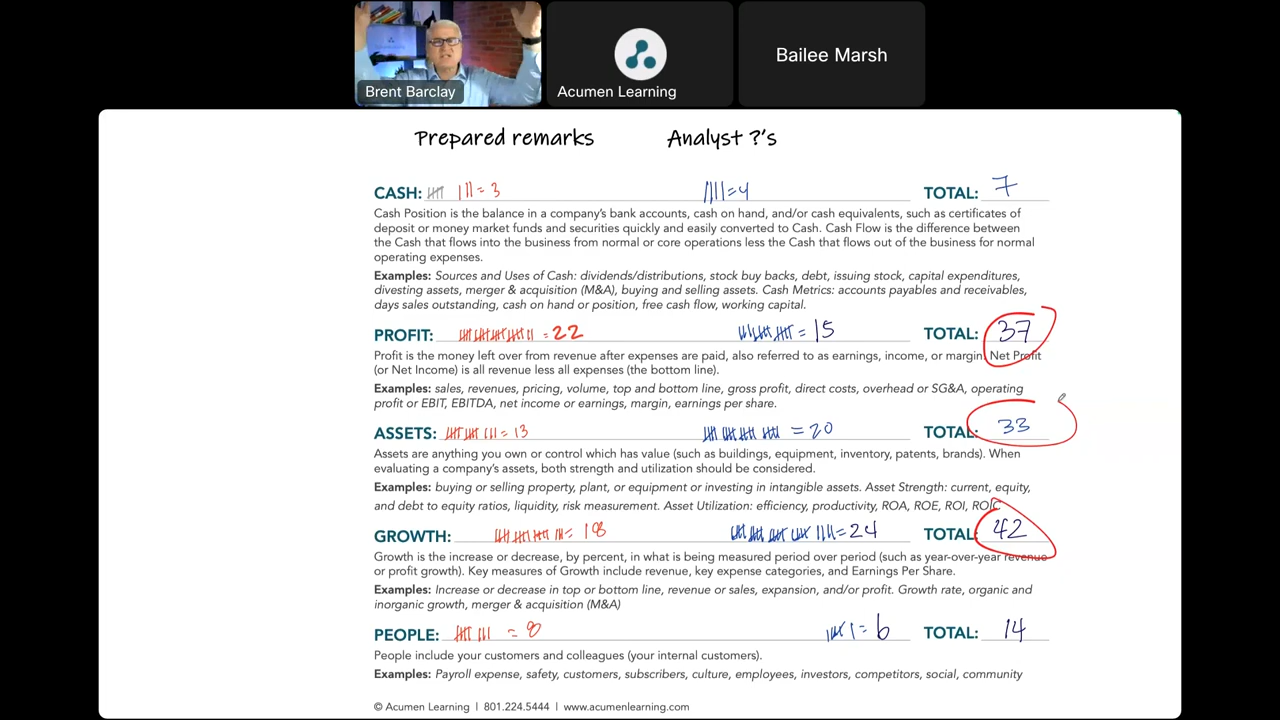 Brent Barclay
Acumen Learning
Bailee Marsh
Prepared remarks Analyst ?'s
CASH: = 3 = 4 TOTAL: 7
Cash Position is the balance in a company's bank accounts, cash on hand, and/or cash equivalents, such as certificates of
deposit or money market funds and securities quickly and easily converted to Cash. Cash Flow is the difference between
the Cash that flows into the business from normal or core operations less the Cash that flows out of the business for normal
operating expenses.
Examples: Sources and Uses of Cash: dividends/distributions, stock buy backs, debt, issuing stock, capital expenditures,
divesting assets, merger & acquisition (M&A), buying and selling assets. Cash Metrics: accounts payables and receivables,
days sales outstanding, cash on hand or position, free cash flow, working capital.
PROFIT: = 22 = 15 TOTAL: 37
Profit is the money left over from revenue after expenses are paid, also referred to as earnings, income, or margin. Net Profit
(or Net Income) is all revenue less all expenses (the bottom line).
Examples: sales, revenues, pricing, volume, top and bottom line, gross profit, direct costs, overhead or SG&A, operating
profit or EBIT, EBITDA, net income or earnings, margin, earnings per share.
ASSETS: = 13 = 20 TOTAL: 33
Assets are anything you own or control which has value (such as buildings, equipment, inventory, patents, brands). When
evaluating a company's assets, both strength and utilization should be considered.
Examples: buying or selling property, plant, or equipment or investing in intangible assets. Asset Strength: current, equity,
and debt to equity ratios, liquidity, risk measurement. Asset Utilization: efficiency, productivity, ROA, ROE, ROI, ROIC
GROWTH: = 18 = 24 TOTAL: 42
Growth is the increase or decrease, by percent, in what is being measured period over period (such as year-over-year revenue
or profit growth). Key measures of Growth include revenue, key expense categories, and Earnings Per Share.
Examples: Increase or decrease in top or bottom line, revenue or sales, expansion, and/or profit. Growth rate, organic and
inorganic growth, merger & acquisition (M&A)
PEOPLE: = 8 = 6 TOTAL: 14
People include your customers and colleagues (your internal customers).
Examples: Payroll expense, safety, customers, subscribers, culture, employees, investors, competitors, social, community
© Acumen Learning | 801.224.5444 | www.acumenlearning.com